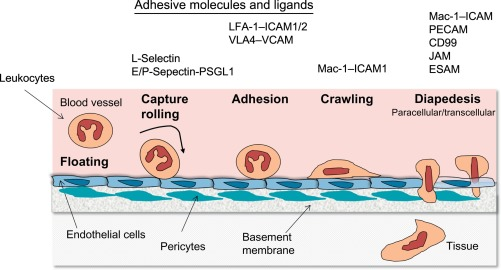 Adhesive molecules and ligands
LFA-1–ICAM1/2
VLA4–VCAM
Mac-1–ICAM
PECAM
CD99
JAM
ESAM
L-Selectin
E/P-Sepectin-PSGL1
Mac-1–ICAM1
Leukocytes
Blood vessel
Capture
rolling
Adhesion
Crawling
Diapedesis
Paracellular/transcellular
Floating
Endothelial cells
Pericytes
Basement
membrane
Tissue